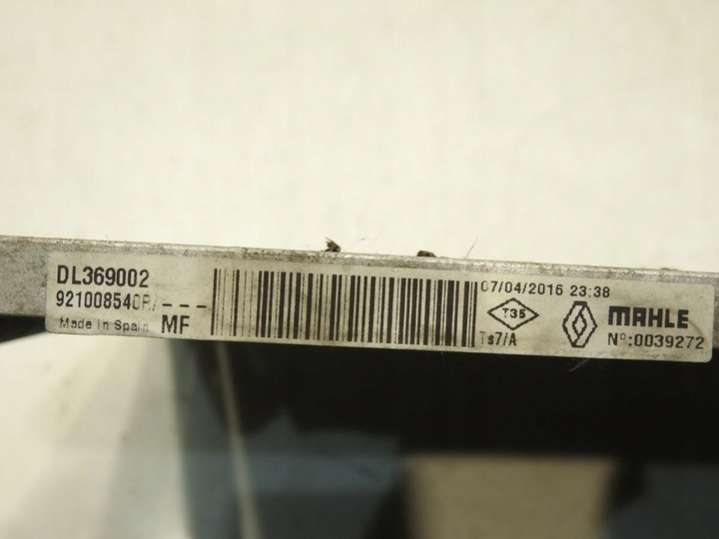 DL369002
921008540R/---
Made in Spain MF
07/04/2016 23:38
T35
Ts7/A
MAHLE
N°:0039272